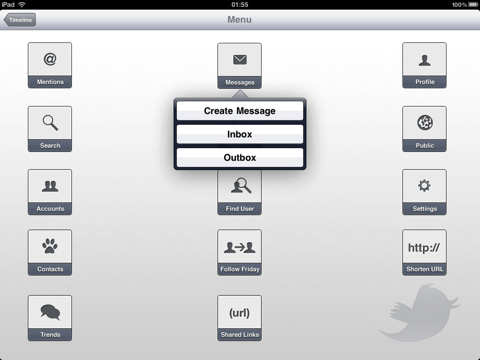 iPad 01:55 100%
Timeline Menu
@
Mentions Messages Profile
Create Message
Inbox
Outbox
Search Public
Accounts Find User Settings
http://
Contacts Follow Friday Shorten URL
(url)
Trends Shared Links